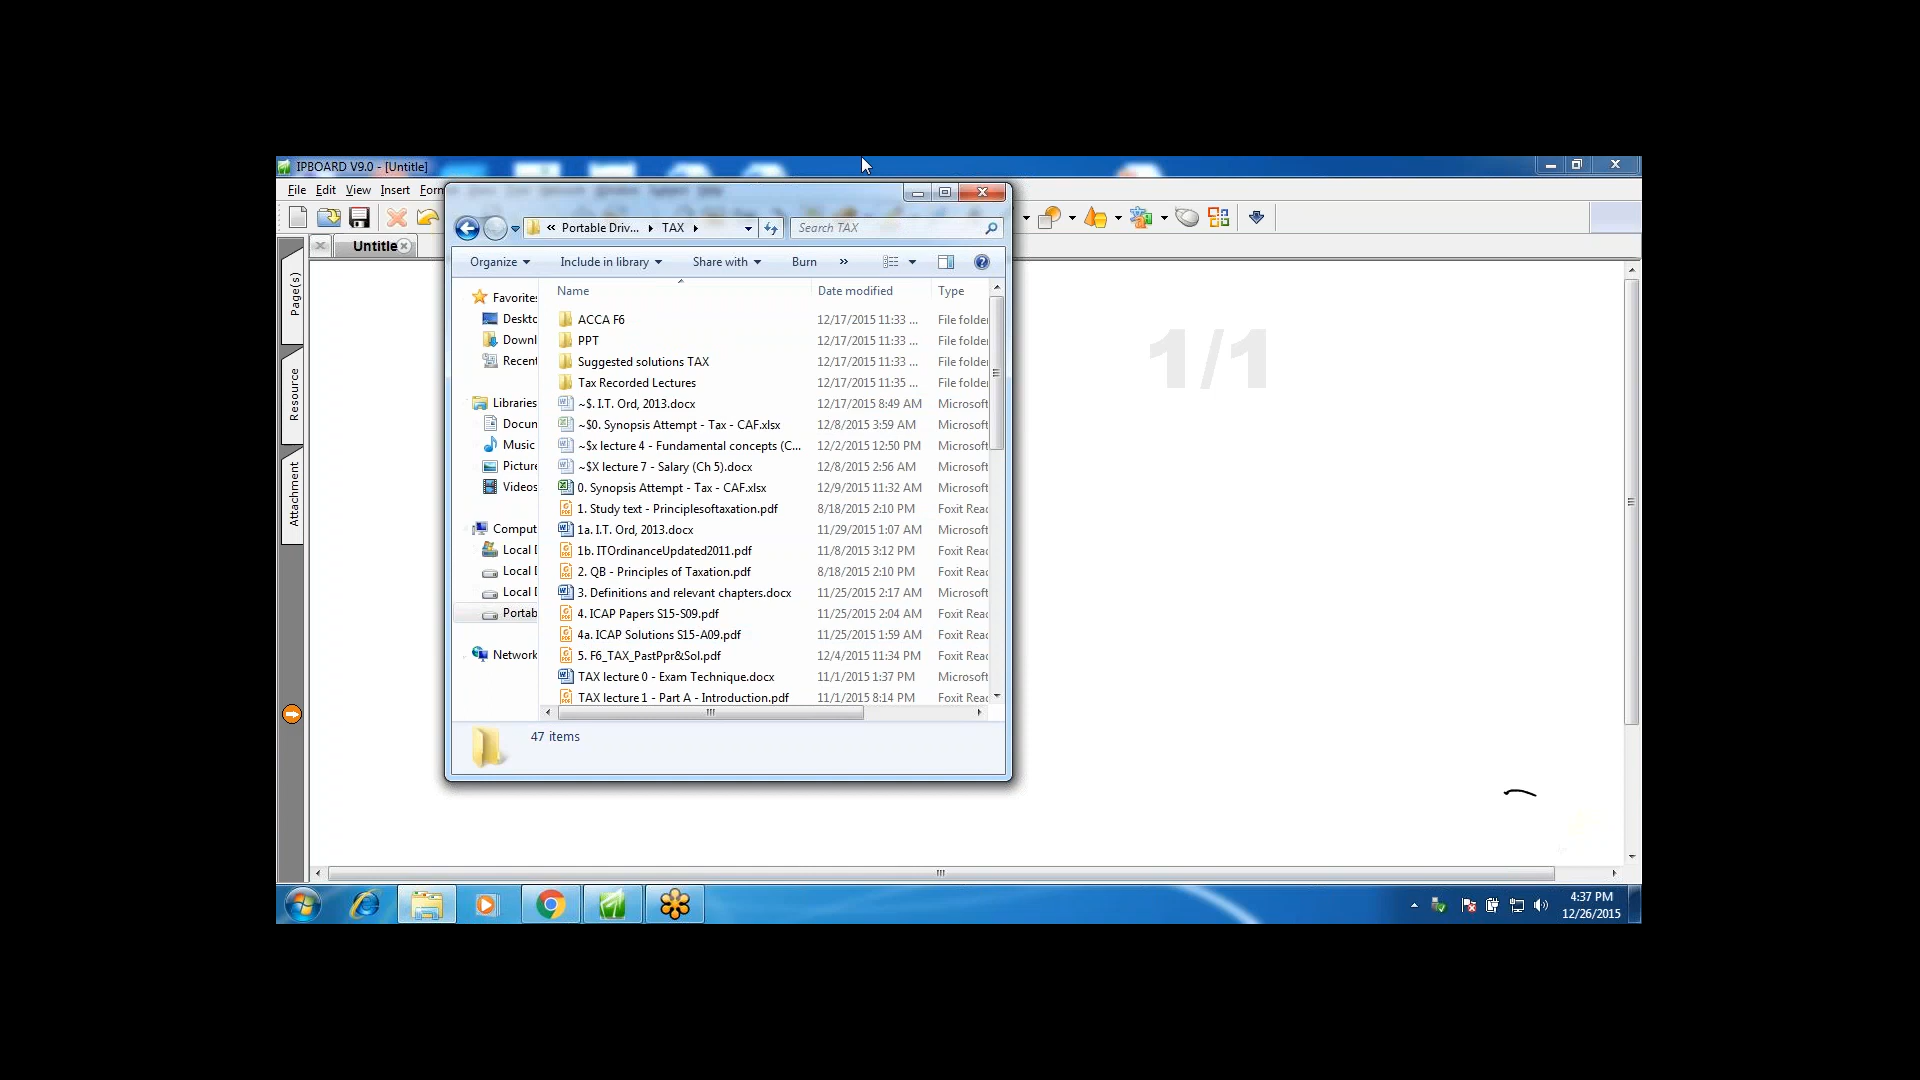 IPBOARD V9.0 - [Untitle]
File Edit View Insert Form
Untitle
Page(s)
Resource
Attachment
« Portable Driv... TAX
Search TAX
Organize Include in library Share with Burn »
Name Date modified Type
Favorite
Deskto
Downl
Recent
Libraries
Docum
Music
Picture
Videos
Comput
Local
Local
Local
Portab
Network
ACCA F6 12/17/2015 11:33 ... File folde
PPT 12/17/2015 11:33 ... File folde
Suggested solutions TAX 12/17/2015 11:33 ... File folde
Tax Recorded Lectures 12/17/2015 11:35 ... File folde
~$. I.T. Ord, 2013.docx 12/17/2015 8:49 AM Microsoft
~$0. Synopsis Attempt - Tax - CAF.xlsx 12/8/2015 3:59 AM Microsoft
~$x lecture 4 - Fundamental concepts (C... 12/2/2015 12:50 PM Microsoft
~$X lecture 7 - Salary (Ch 5).docx 12/8/2015 2:56 AM Microsoft
0. Synopsis Attempt - Tax - CAF.xlsx 12/9/2015 11:32 AM Microsoft
1. Study text - Principlesoftaxation.pdf 8/18/2015 2:10 PM Foxit Reac
1a. I.T. Ord, 2013.docx 11/29/2015 1:07 AM Microsoft
1b. ITOrdinanceUpdated2011.pdf 11/8/2015 3:12 PM Foxit Reac
2. QB - Principles of Taxation.pdf 8/18/2015 2:10 PM Foxit Reac
3. Definitions and relevant chapters.docx 11/25/2015 2:17 AM Microsoft
4. ICAP Papers S15-S09.pdf 11/25/2015 2:04 AM Foxit Reac
4a. ICAP Solutions S15-A09.pdf 11/25/2015 1:59 AM Foxit Reac
5. F6_TAX_PastPpr&Sol.pdf 12/4/2015 11:34 PM Foxit Reac
TAX lecture 0 - Exam Technique.docx 11/1/2015 1:37 PM Microsoft
TAX lecture 1 - Part A - Introduction.pdf 11/1/2015 8:14 PM Foxit Reac
47 items
1/1
4:37 PM
12/26/2015